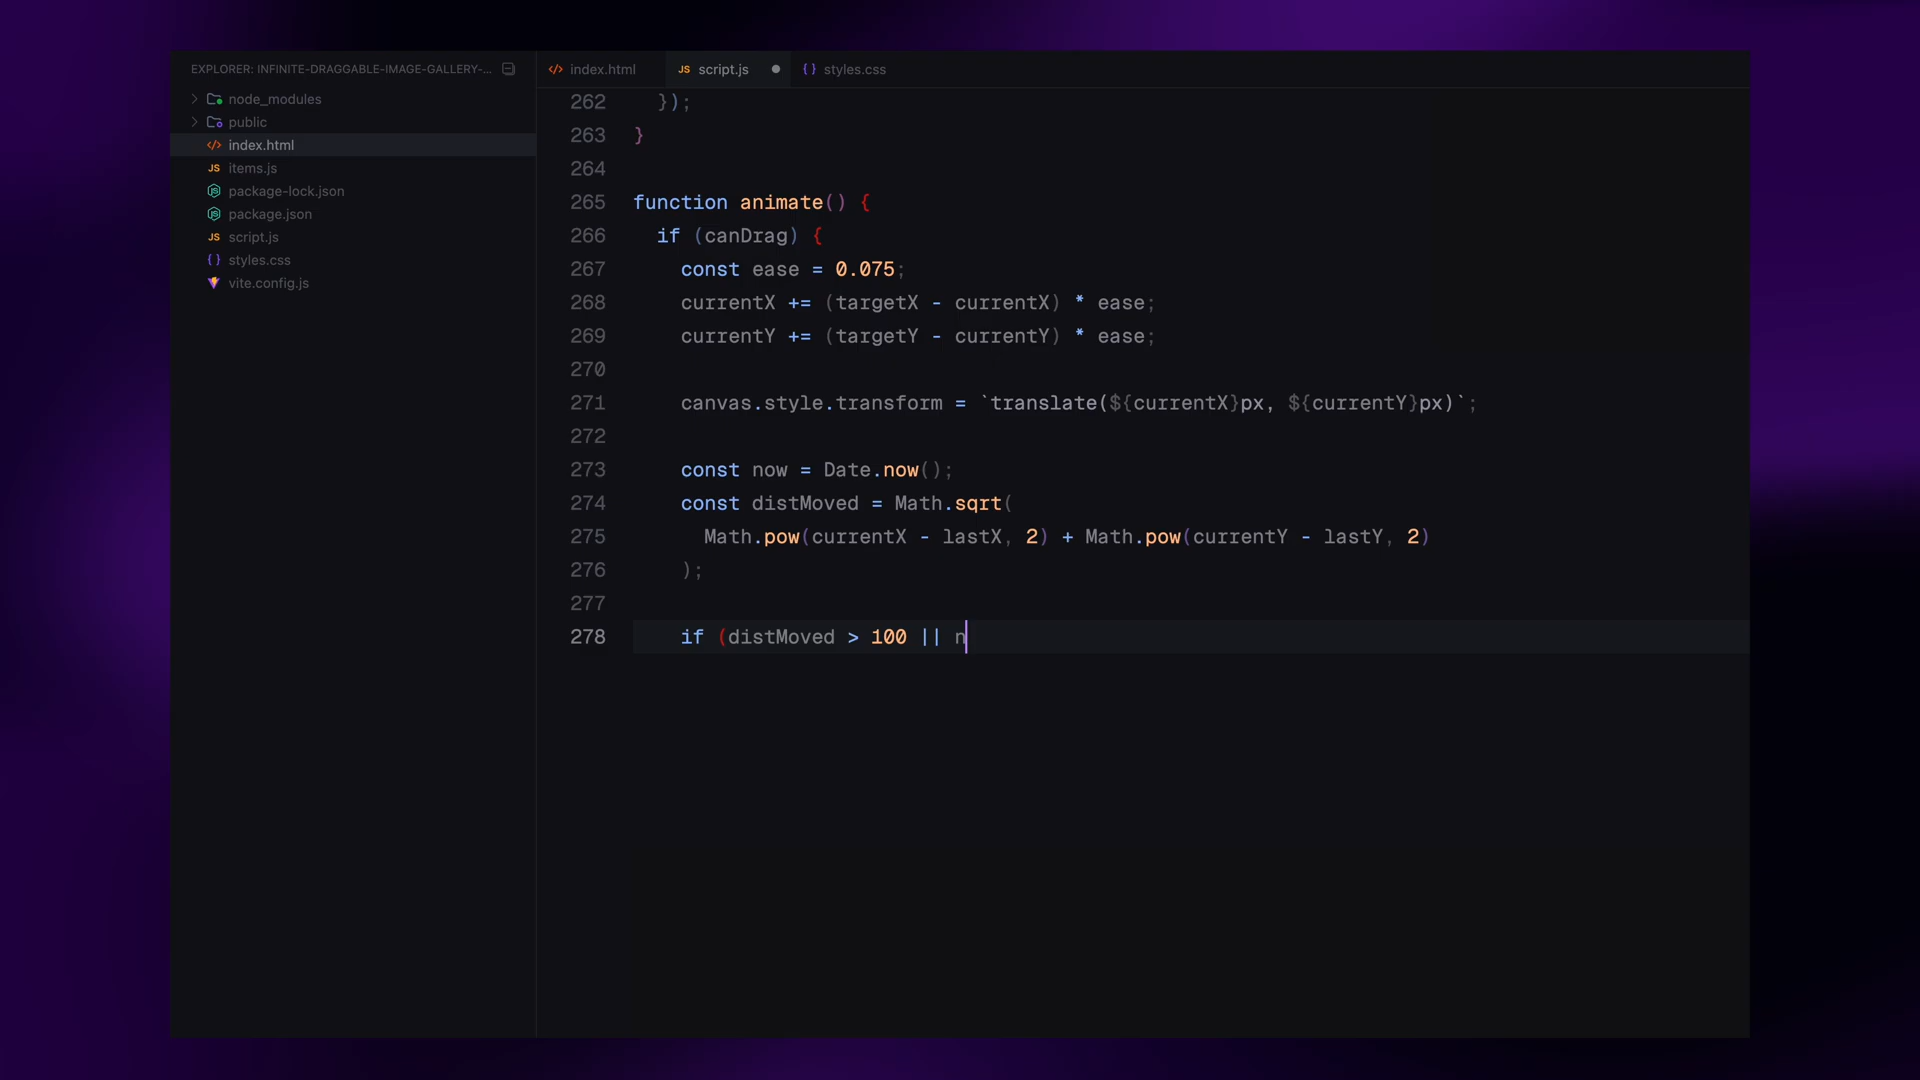 EXPLORER: INFINITE-DRAGGABLE-IMAGE-GALLERY-...
node_modules
public
index.html
items.js
package-lock.json
package.json
script.js
styles.css
vite.config.js
index.html
JS script.js
{ } styles.css
262 });
263 }
264
265 function animate() {
266 if (canDrag) {
267 const ease = 0.075;
268 currentX += (targetX - currentX) * ease;
269 currentY += (targetY - currentY) * ease;
270
271 canvas.style.transform = `translate(${currentX}px, ${currentY}px)`;
272
273 const now = Date.now();
274 const distMoved = Math.sqrt(
275 Math.pow(currentX - lastX, 2) + Math.pow(currentY - lastY, 2)
276 );
277
278 if (distMoved > 100 || n